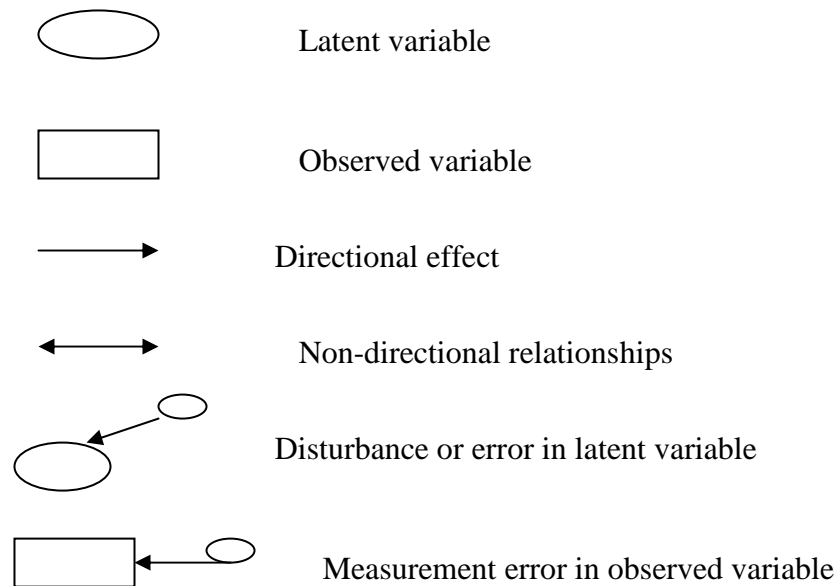 Latent variable
Observed variable
Directional effect
Non-directional relationships
Disturbance or error in latent variable
Measurement error in observed variable